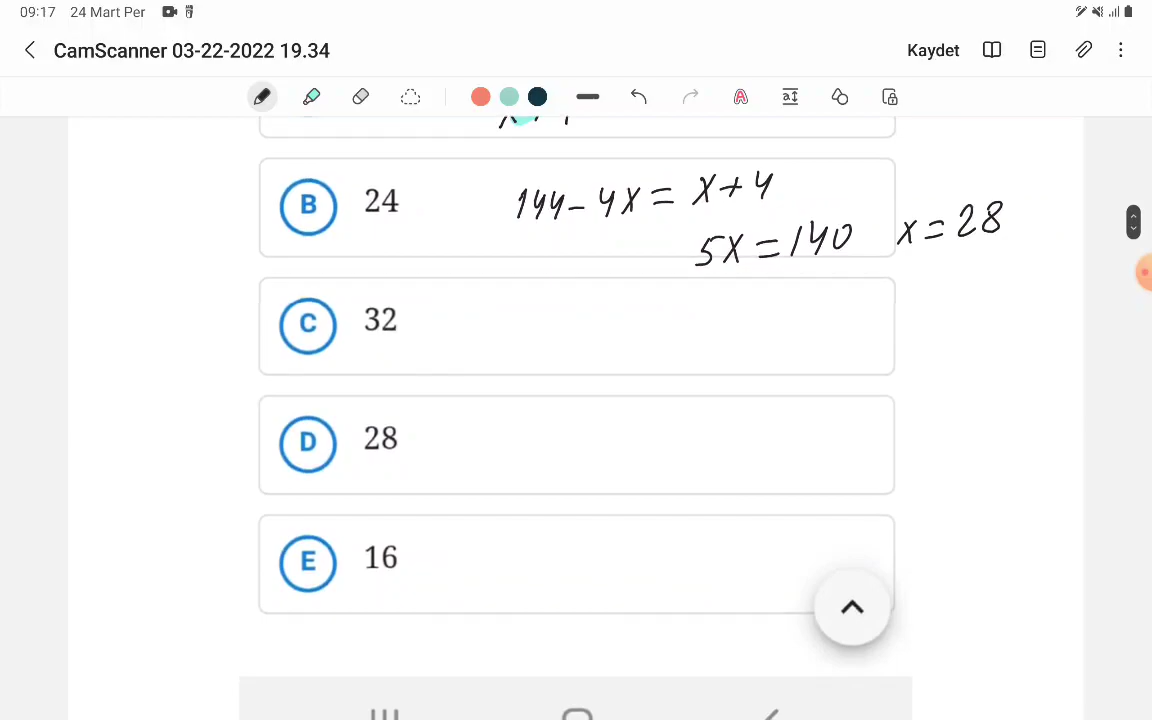 09:17 24 Mart Per
CamScanner 03-22-2022 19.34
Kaydet
B 24
144-4x=x+4
5x=140 x=28
C 32
D 28
E 16